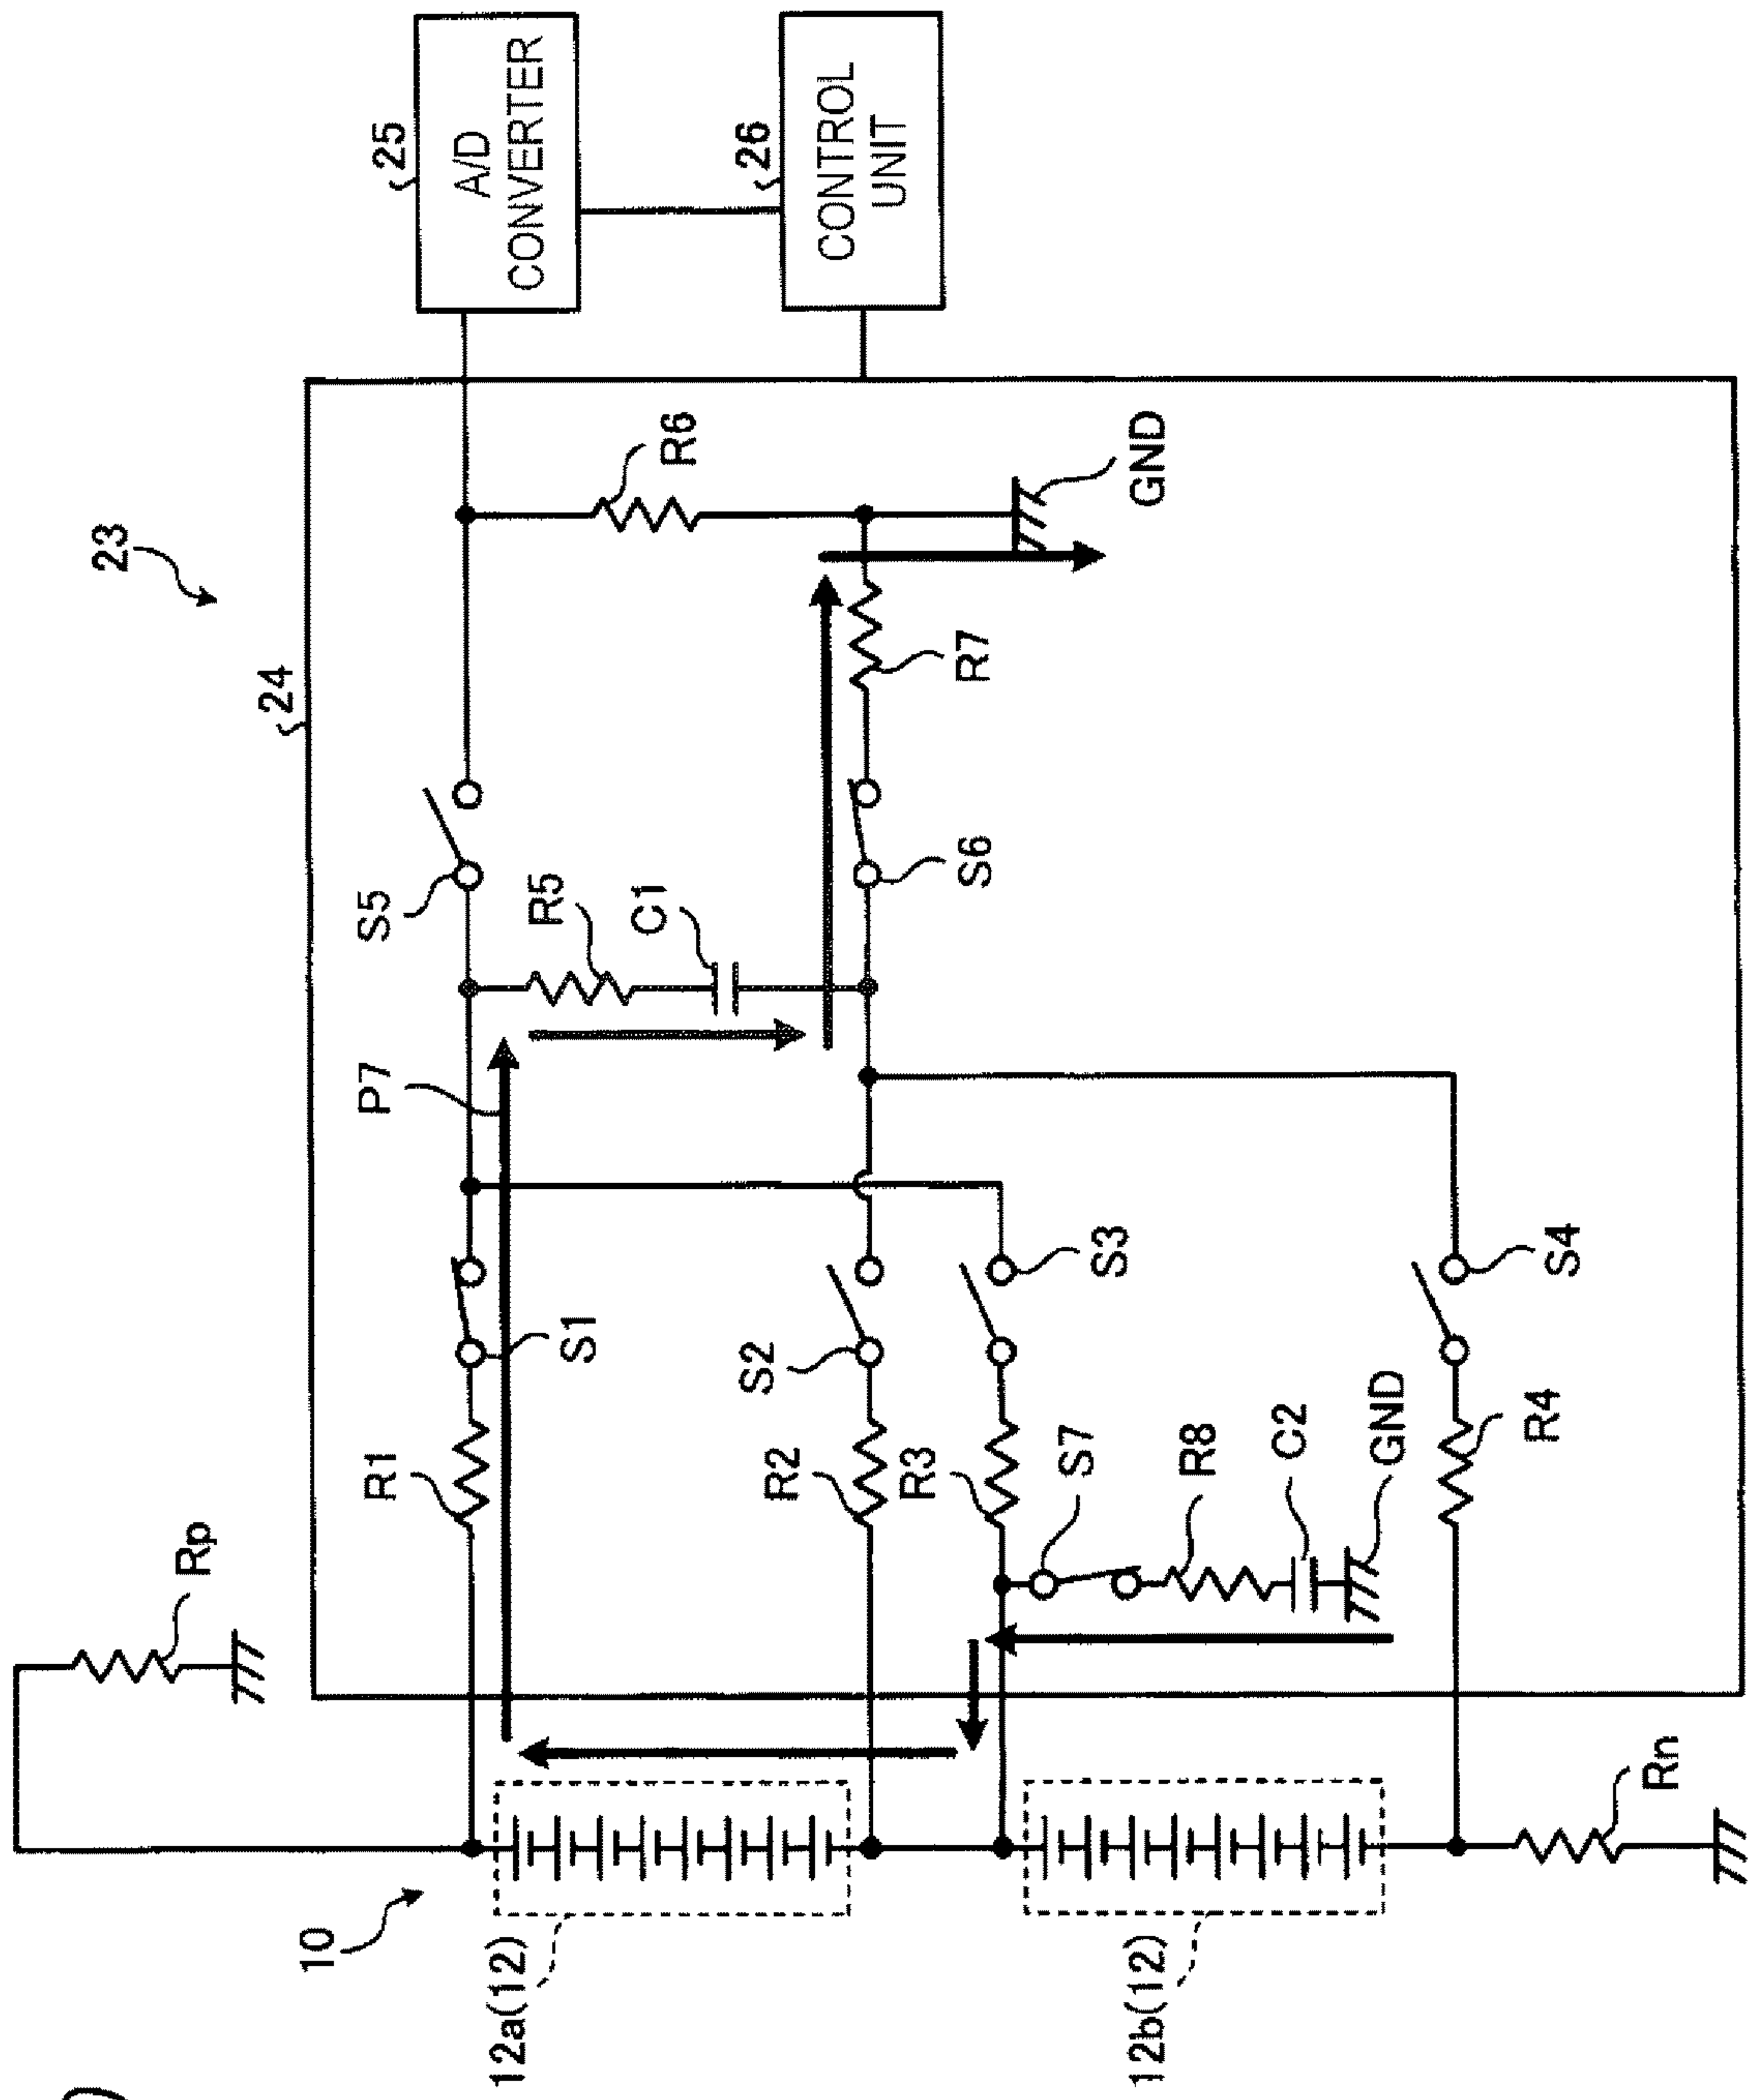 23
24
25
A/D
CONVERTER
26
CONTROL
UNIT
10
Rp
R1
S1
P7
S5
R5
C1
R6
R2
S2
S6
R7
GND
R3
S3
S7
R8
C2
GND
R4
S4
12a(12)
12b(12)
Rn